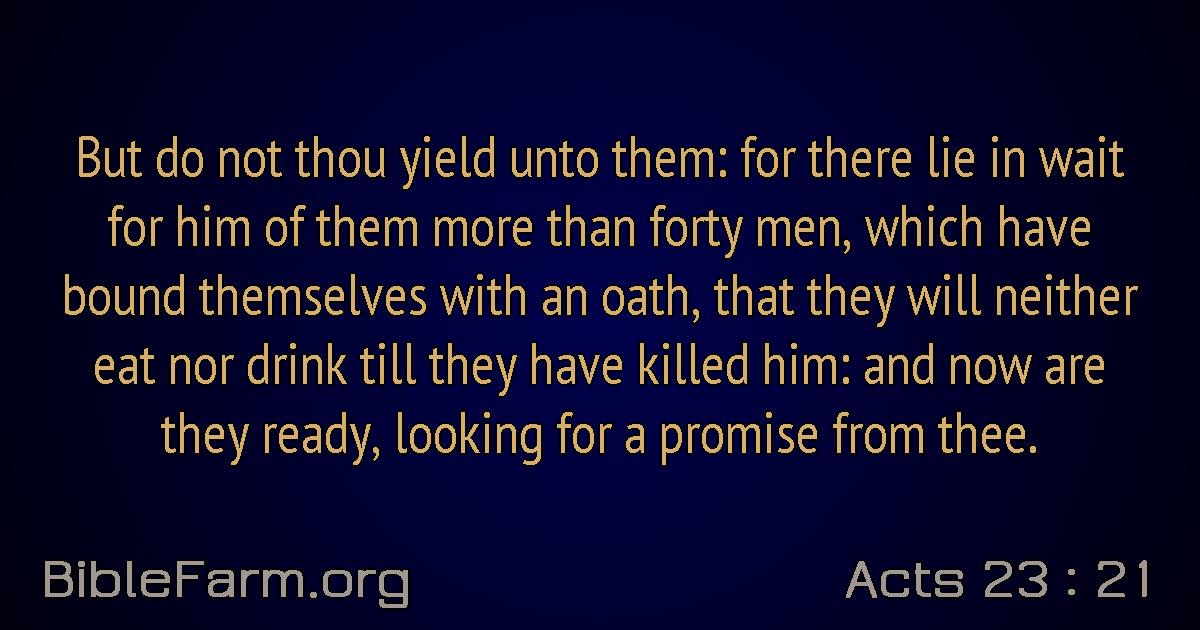 But do not thou yield unto them: for there lie in wait
for him of them more than forty men, which have
bound themselves with an oath, that they will neither
eat nor drink till they have killed him: and now are
they ready, looking for a promise from thee.
BibleFarm.org
Acts 23 : 21